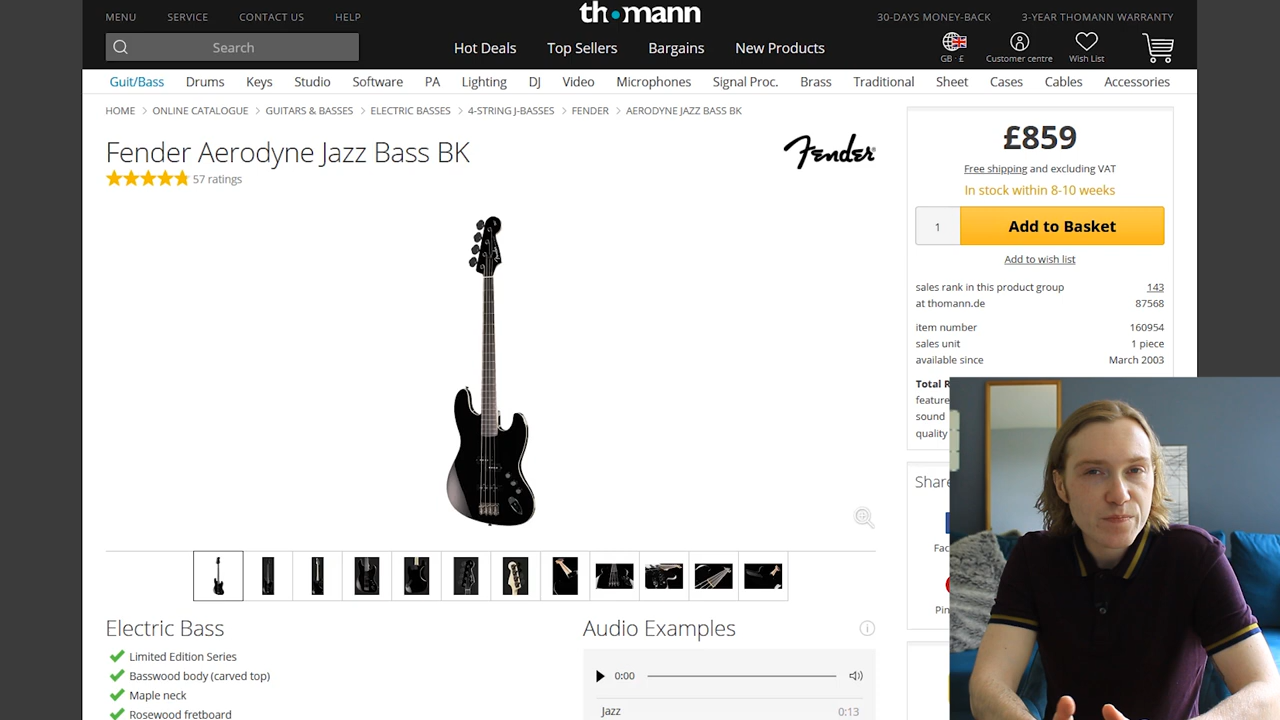 MENU SERVICE CONTACT US HELP
th•mann
30-DAYS MONEY-BACK 3-YEAR THOMANN WARRANTY
Search
Hot Deals Top Sellers Bargains New Products
GB · £ Customer centre Wish List
Guit/Bass Drums Keys Studio Software PA Lighting DJ Video Microphones Signal Proc. Brass Traditional Sheet Cases Cables Accessories
HOME ONLINE CATALOGUE GUITARS & BASSES ELECTRIC BASSES 4-STRING J-BASSES FENDER AERODYNE JAZZ BASS BK
Fender Aerodyne Jazz Bass BK
57 ratings
Fender
£859
Free shipping and excluding VAT
In stock within 8-10 weeks
1 Add to Basket
Add to wish list
sales rank in this product group 143
at thomann.de 87568
item number 160954
sales unit 1 piece
available since March 2003
Total R
feature
sound
quality
Share
Fac
Pin
Electric Bass
Limited Edition Series
Basswood body (carved top)
Maple neck
Rosewood fretboard
Audio Examples
0:00
Jazz 0:13